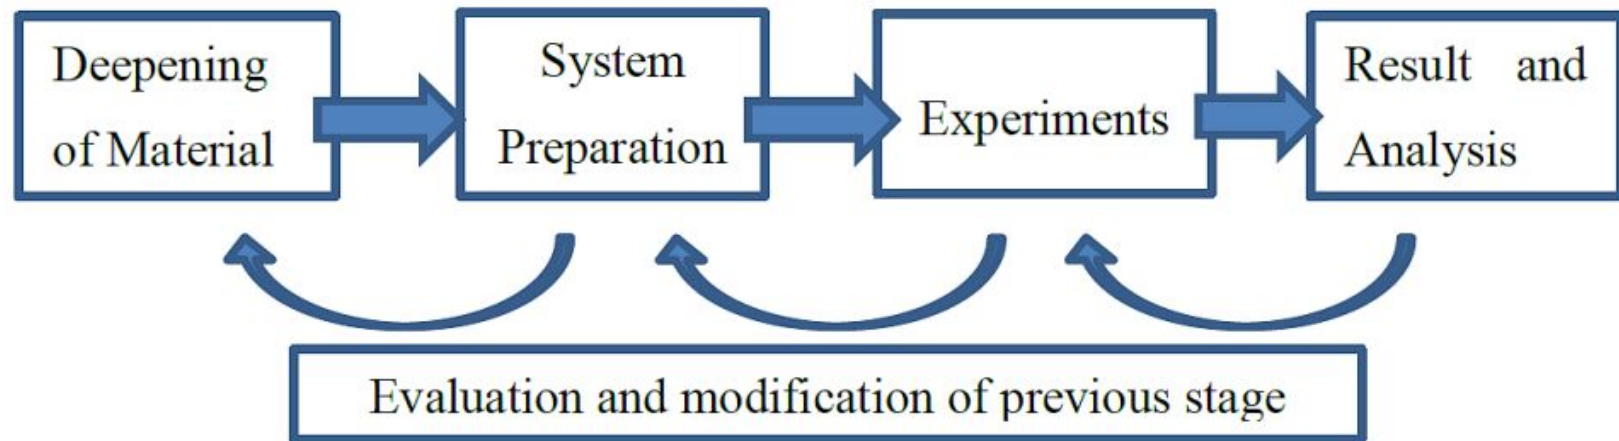 Deepening
of Material
System
Preparation
Experiments
Result and
Analysis
Evaluation and modification of previous stage